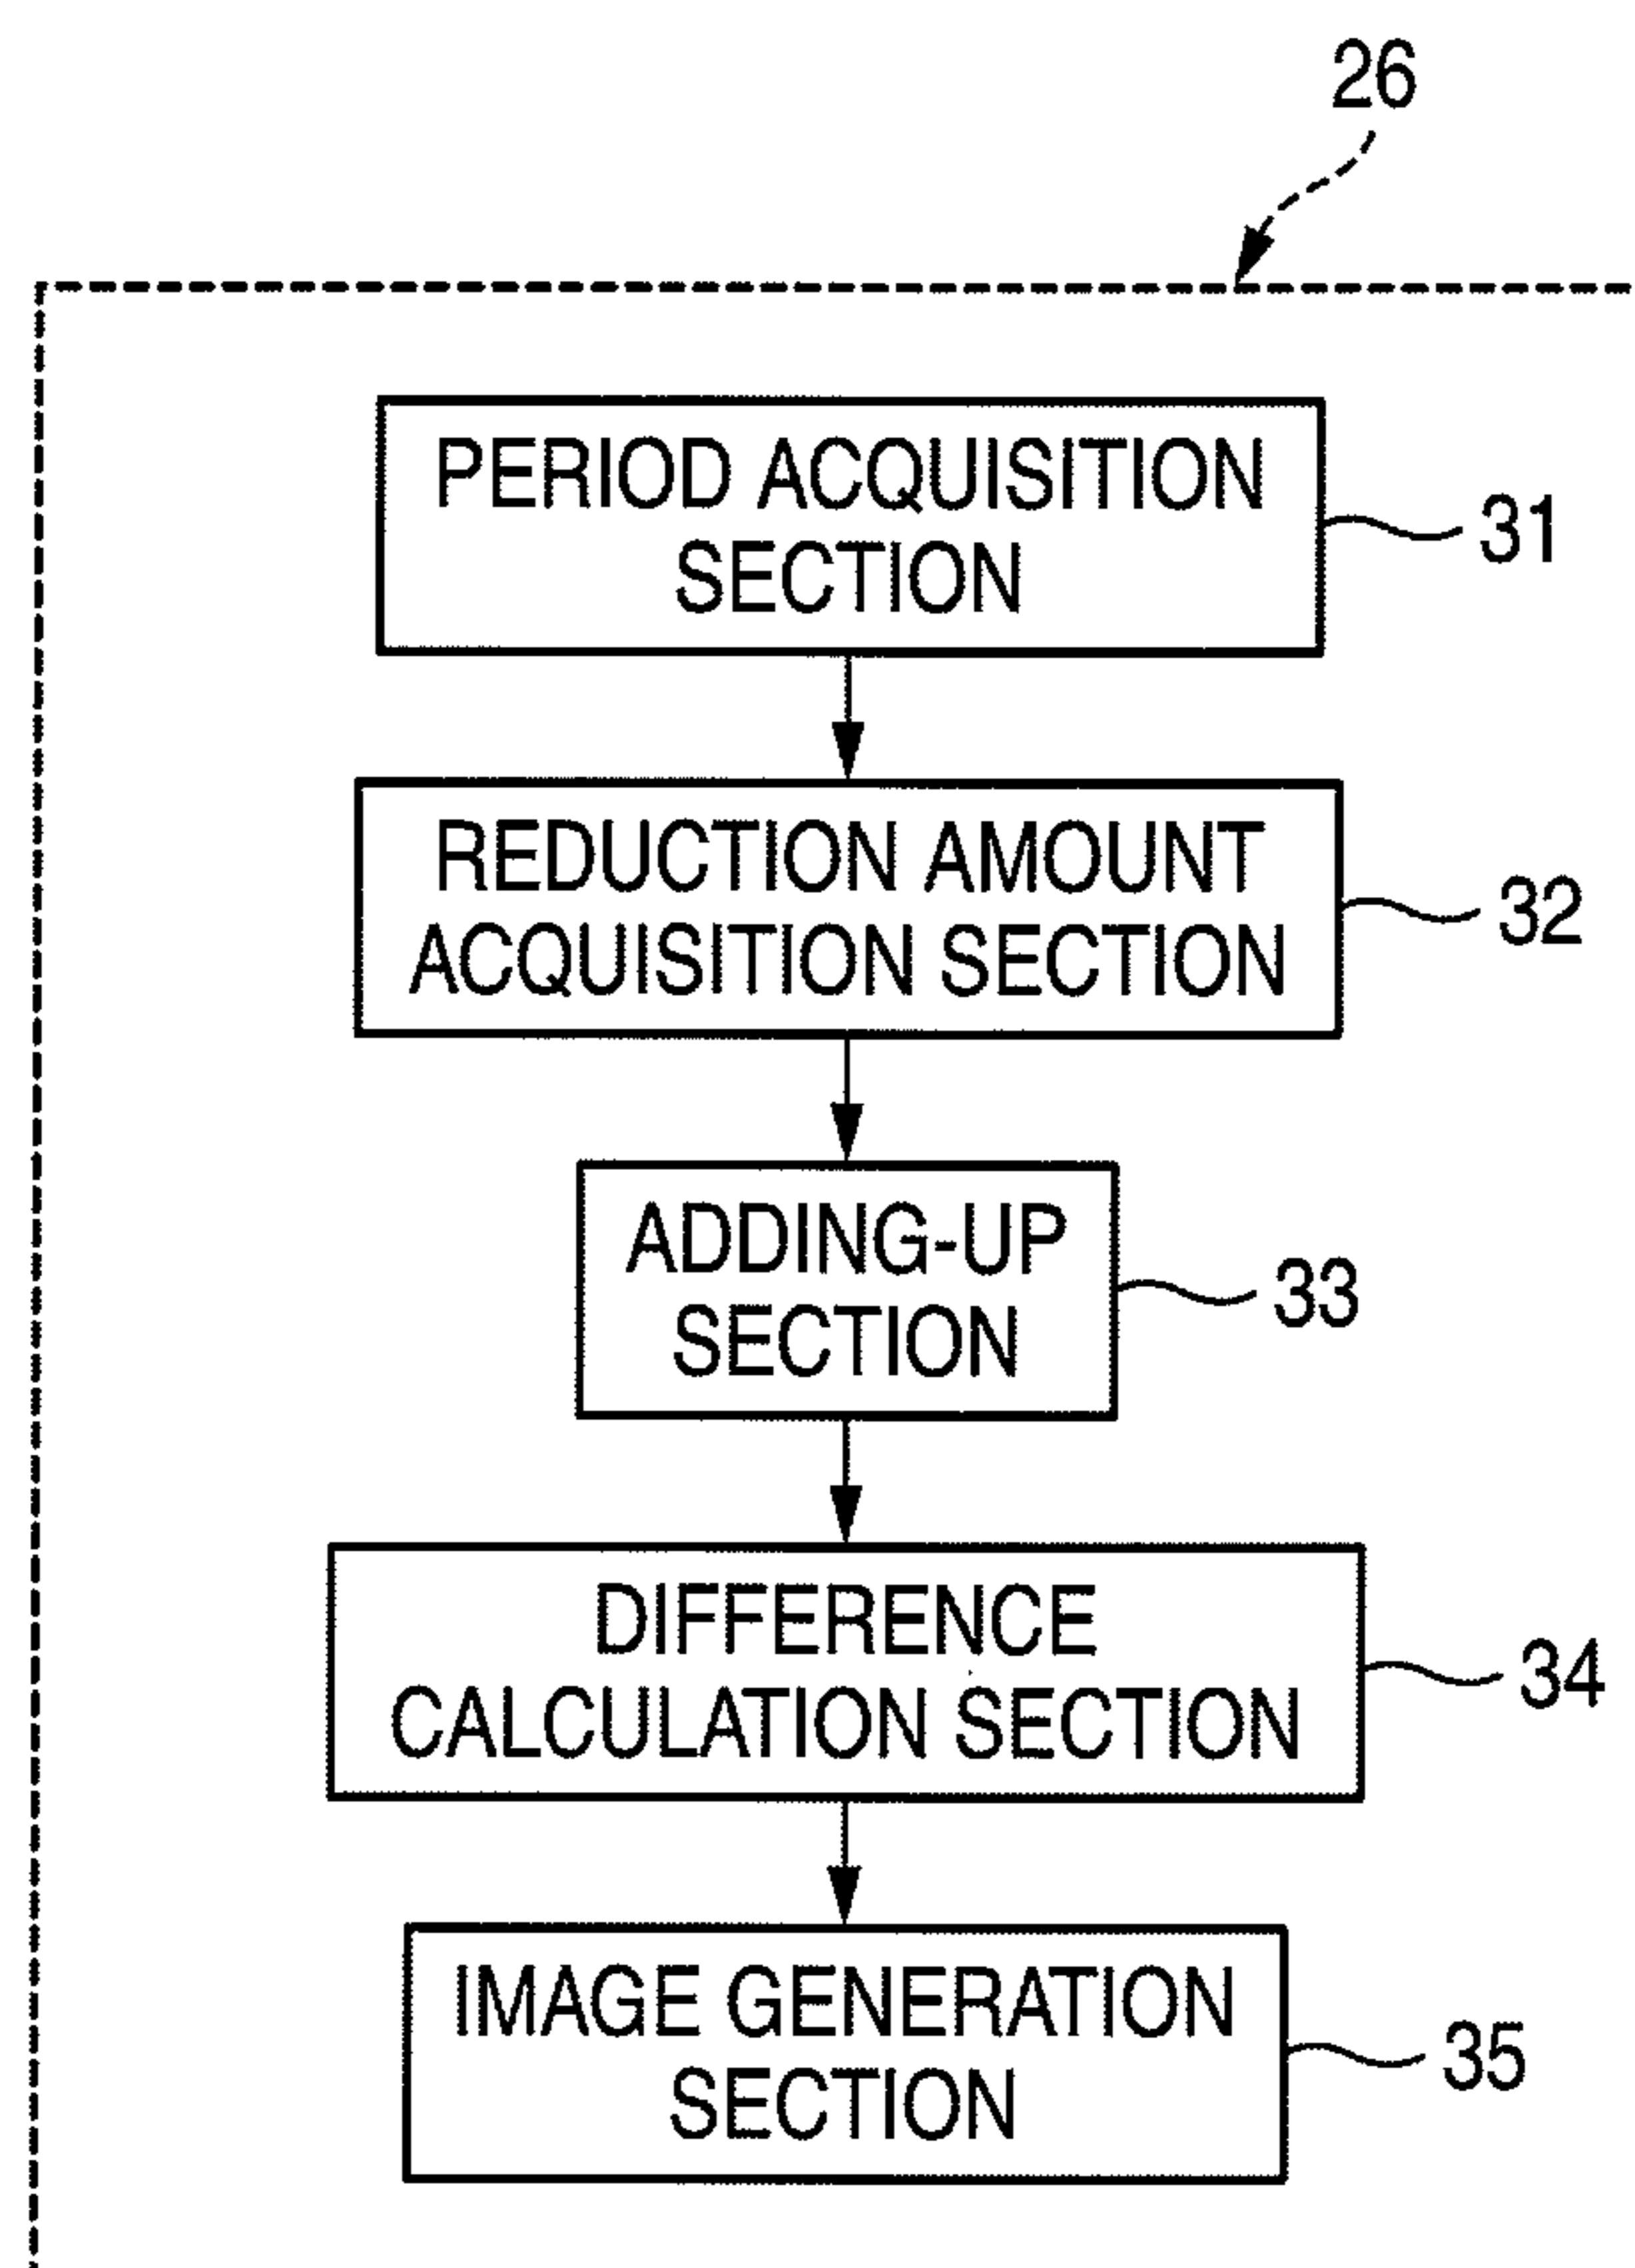 26
PERIOD ACQUISITION
SECTION
31
REDUCTION AMOUNT
ACQUISITION SECTION
32
ADDING-UP
SECTION
33
DIFFERENCE
CALCULATION SECTION
34
IMAGE GENERATION
SECTION
35